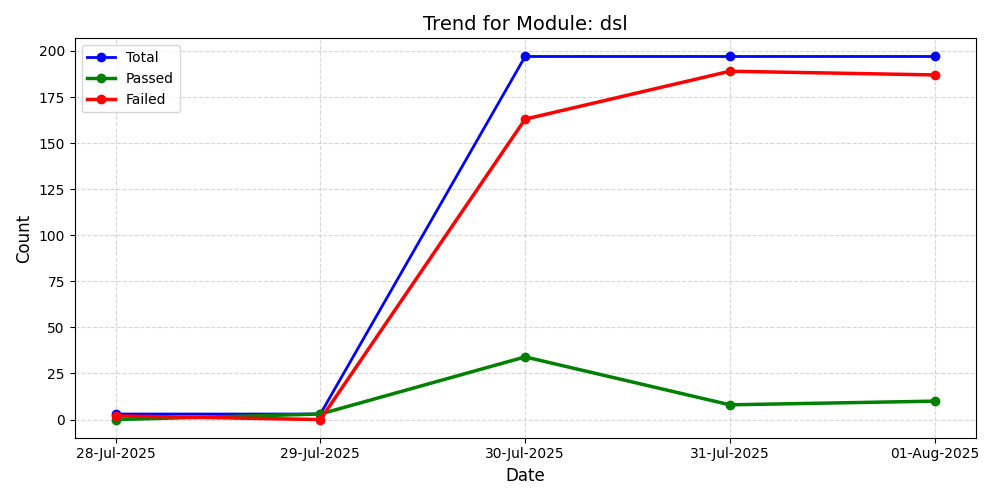 Trend for Module: dsl
Total
Passed
Failed
Count
200
175
150
125
100
75
50
25
0
28-Jul-2025
29-Jul-2025
30-Jul-2025
31-Jul-2025
01-Aug-2025
Date